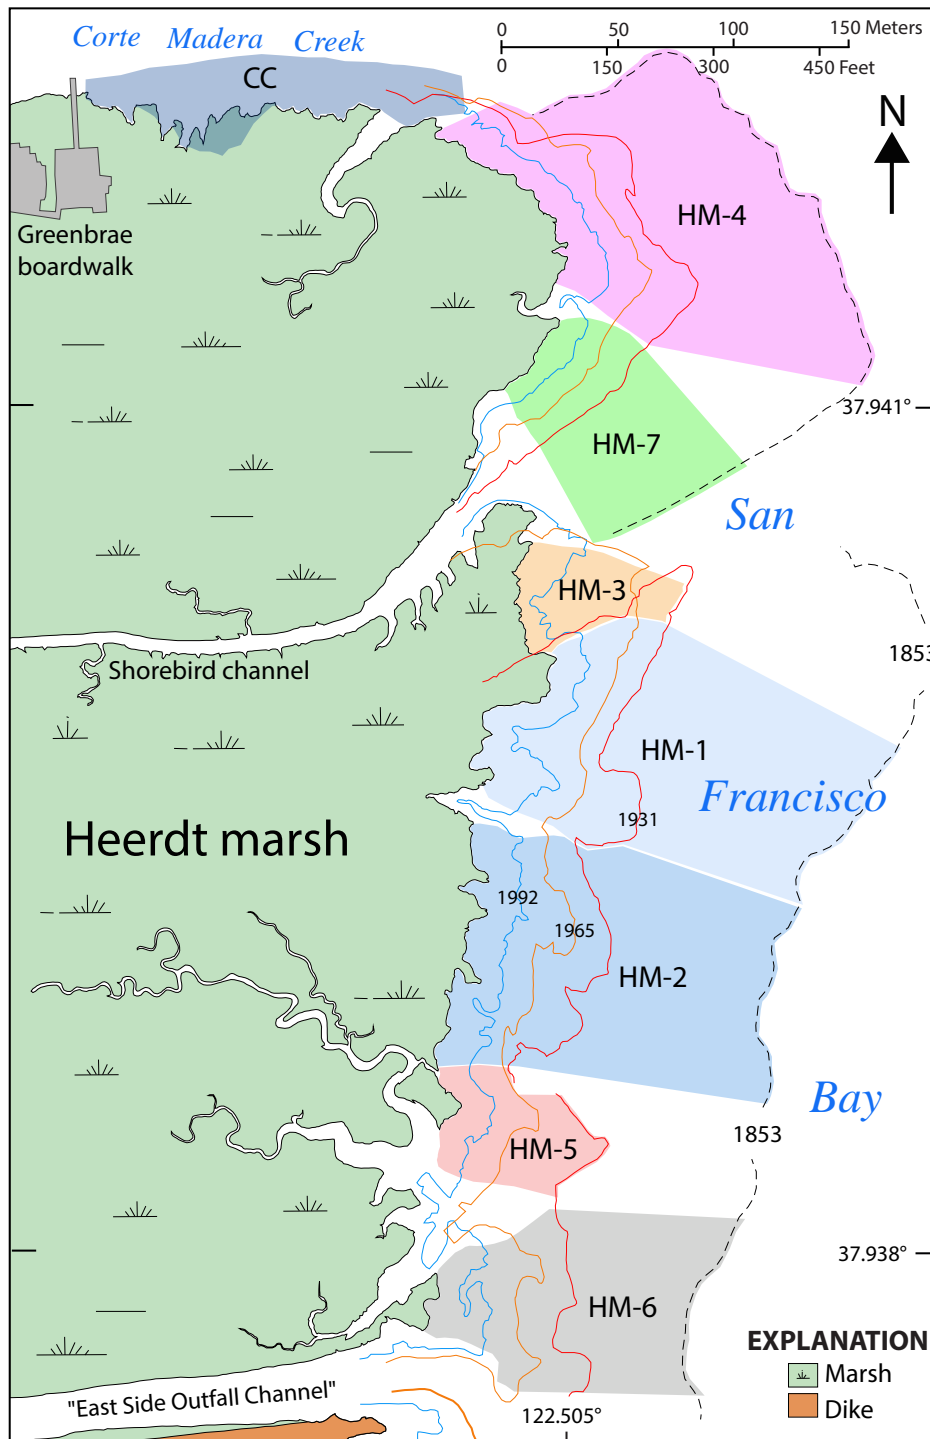 Corte Madera Creek
0 50 100 150 Meters
0 150 300 450 Feet
CC
N
HM-4
Greenbrae
boardwalk
37.941°
HM-7
San
HM-3
1853
Shorebird channel
HM-1
Francisco
1931
Heerdt marsh
1992
1965
HM-2
Bay
1853
HM-5
37.938°
HM-6
EXPLANATION
Marsh
"East Side Outfall Channel"
Dike
122.505°